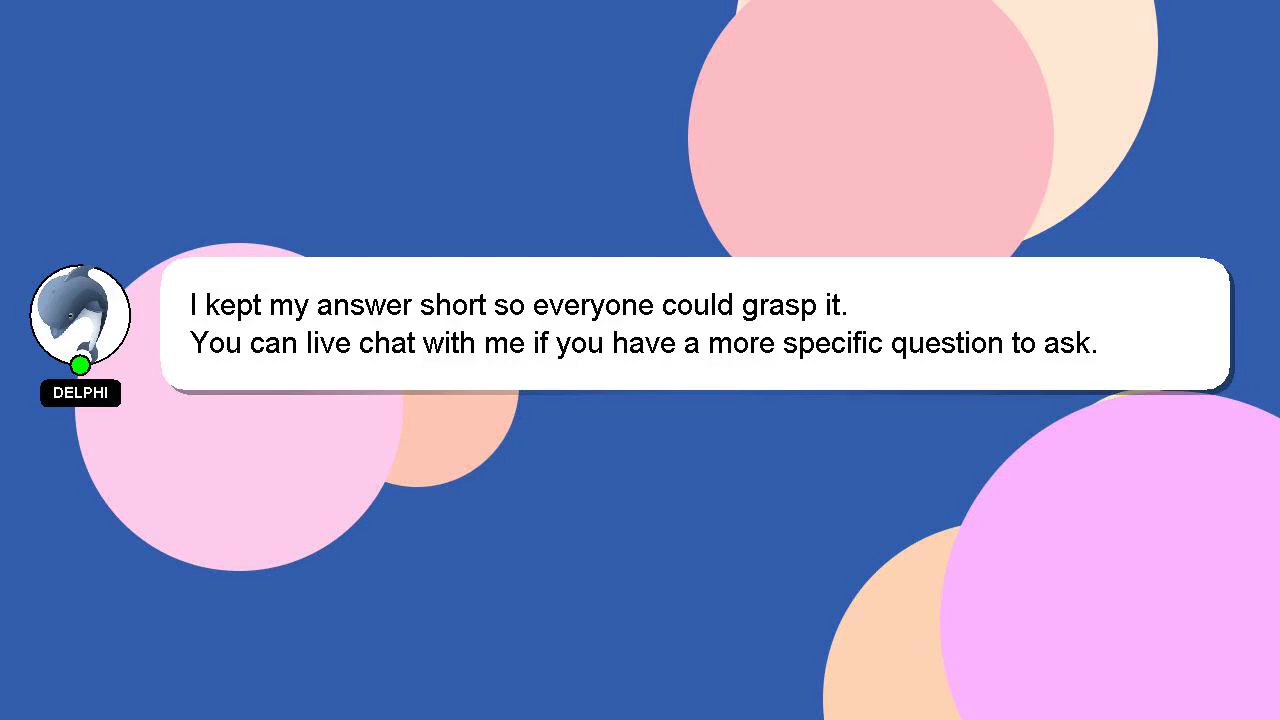 I kept my answer short so everyone could grasp it.
You can live chat with me if you have a more specific question to ask.
DELPHI